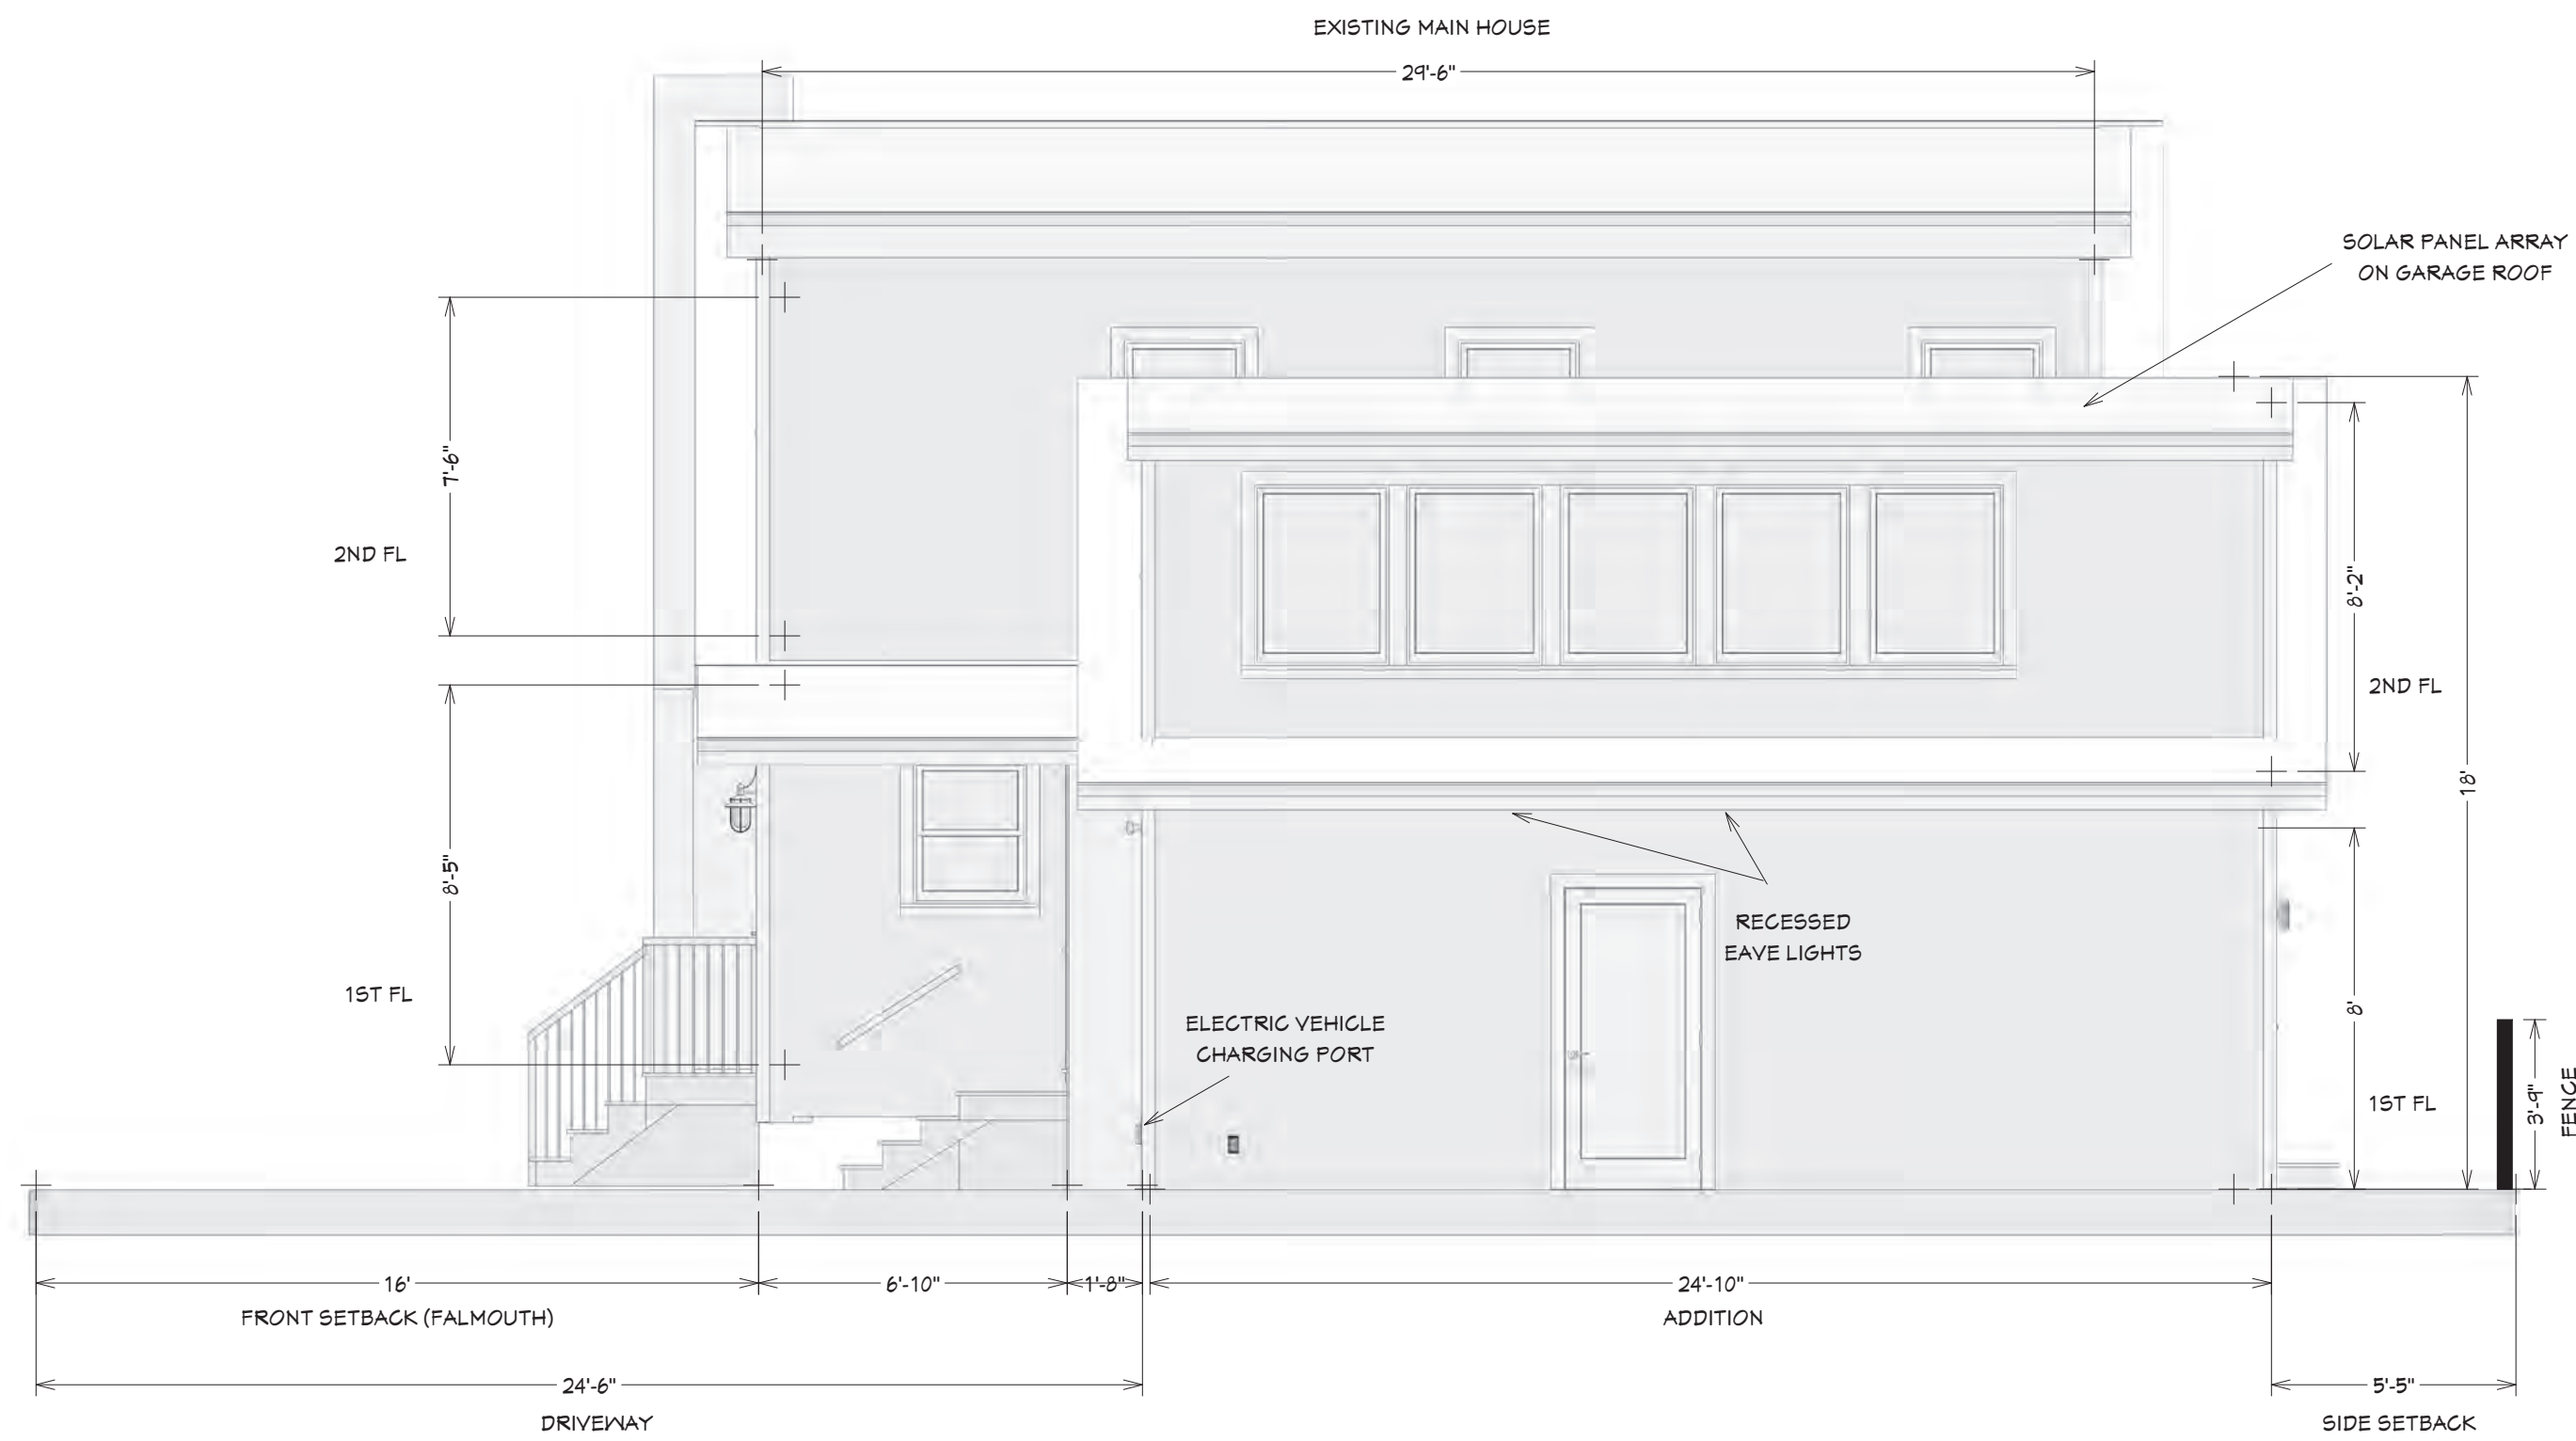 EXISTING MAIN HOUSE
29'-6"
SOLAR PANEL ARRAY
ON GARAGE ROOF
7'-6"
2ND FL
8'-2"
2ND FL
18'
8'-5"
1ST FL
RECESSED
EAVE LIGHTS
ELECTRIC VEHICLE
CHARGING PORT
8'
1ST FL
3'-9"
FENCE
16'
6'-10"
1'-8"
24'-10"
FRONT SETBACK (FALMOUTH)
ADDITION
24'-6"
5'-5"
DRIVEWAY
SIDE SETBACK